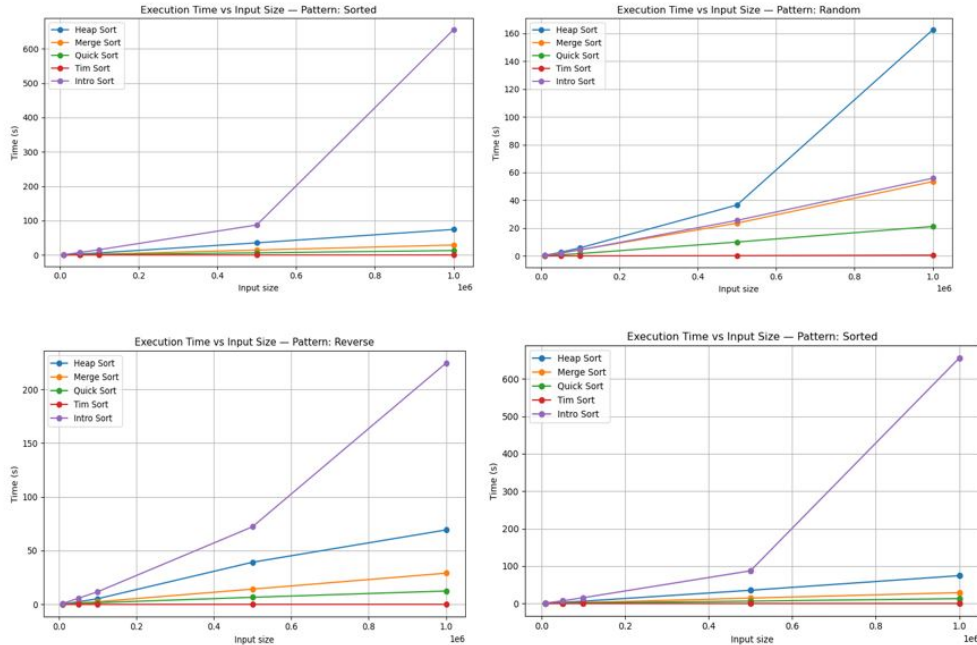 Execution Time vs Input Size — Pattern: Sorted
Heap Sort
Merge Sort
Quick Sort
Tim Sort
Intro Sort
Time (s)
600
500
400
300
200
100
0
0.0 0.2 0.4 0.6 0.8 1.0
1e6
Input size
Execution Time vs Input Size — Pattern: Random
Heap Sort
Merge Sort
Quick Sort
Tim Sort
Intro Sort
Time (s)
160
140
120
100
80
60
40
20
0
0.0 0.2 0.4 0.6 0.8 1.0
1e6
Input size
Execution Time vs Input Size — Pattern: Reverse
Heap Sort
Merge Sort
Quick Sort
Tim Sort
Intro Sort
Time (s)
200
150
100
50
0
0.0 0.2 0.4 0.6 0.8 1.0
1e6
Input size
Execution Time vs Input Size — Pattern: Sorted
Heap Sort
Merge Sort
Quick Sort
Tim Sort
Intro Sort
Time (s)
600
500
400
300
200
100
0
0.0 0.2 0.4 0.6 0.8 1.0
1e6
Input size